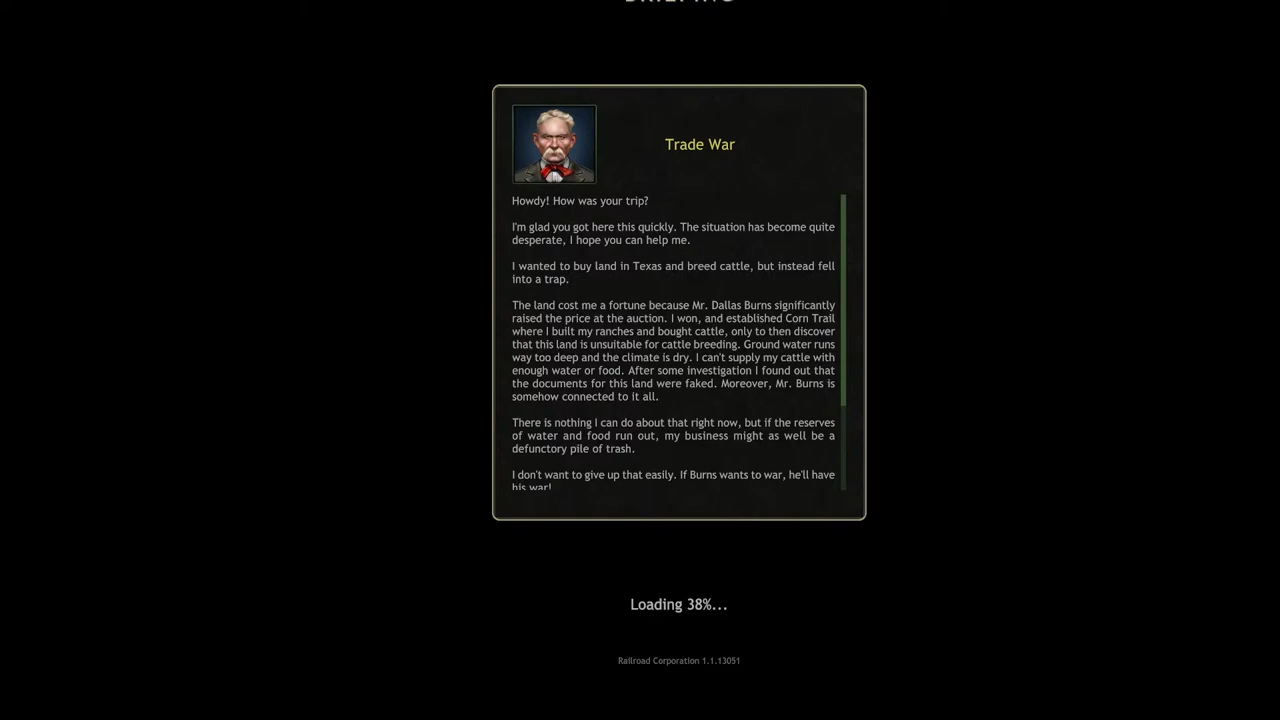 BRIEFING
Trade War
Howdy! How was your trip?
I'm glad you got here this quickly. The situation has become quite
desperate, I hope you can help me.
I wanted to buy land in Texas and breed cattle, but instead fell
into a trap.
The land cost me a fortune because Mr. Dallas Burns significantly
raised the price at the auction. I won, and established Corn Trail
where I built my ranches and bought cattle, only to then discover
that this land is unsuitable for cattle breeding. Ground water runs
way too deep and the climate is dry. I can't supply my cattle with
enough water or food. After some investigation I found out that
the documents for this land were faked. Moreover, Mr. Burns is
somehow connected to it all.
There is nothing I can do about that right now, but if the reserves
of water and food run out, my business might as well be a
defunctory pile of trash.
I don't want to give up that easily. If Burns wants to war, he'll have
his war!
Loading 38%...
Railroad Corporation 1.1.13051